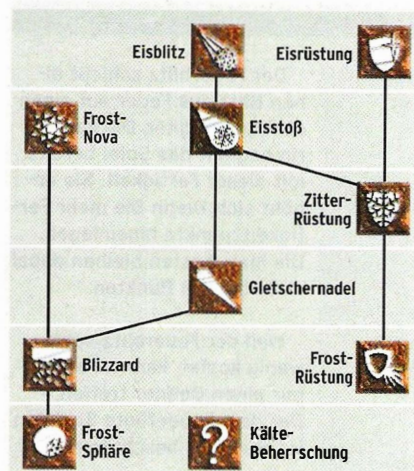 Eisblitz
Eisrüstung
Frost-
Nova
Eisstoß
Zitter-
Rüstung
Gletschernadel
Blizzard
Frost-
Rüstung
Frost-
Sphäre
Kälte-
Beherrschung